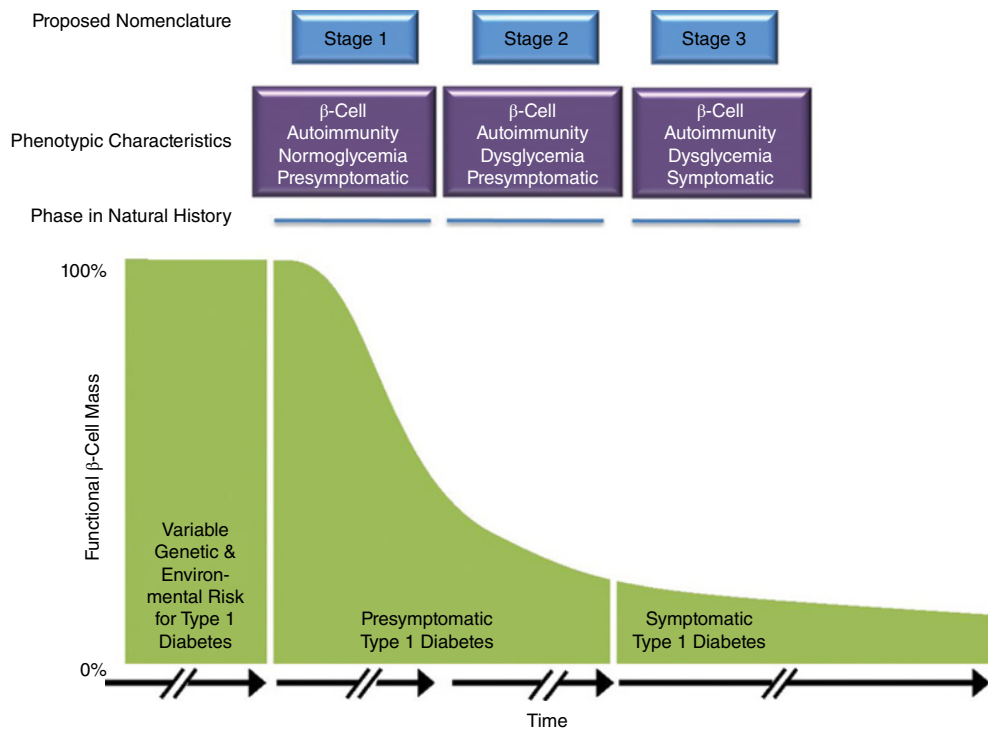 Proposed Nomenclature
Stage 1
Stage 2
Stage 3
Phenotypic Characteristics
β-Cell
Autoimmunity
Normoglycemia
Presymptomatic
β-Cell
Autoimmunity
Dysglycemia
Presymptomatic
β-Cell
Autoimmunity
Dysglycemia
Symptomatic
Phase in Natural History
100%
Functional β-Cell Mass
0%
Variable
Genetic &
Environ-
mental Risk
for Type 1
Diabetes
Presymptomatic
Type 1 Diabetes
Symptomatic
Type 1 Diabetes
Time